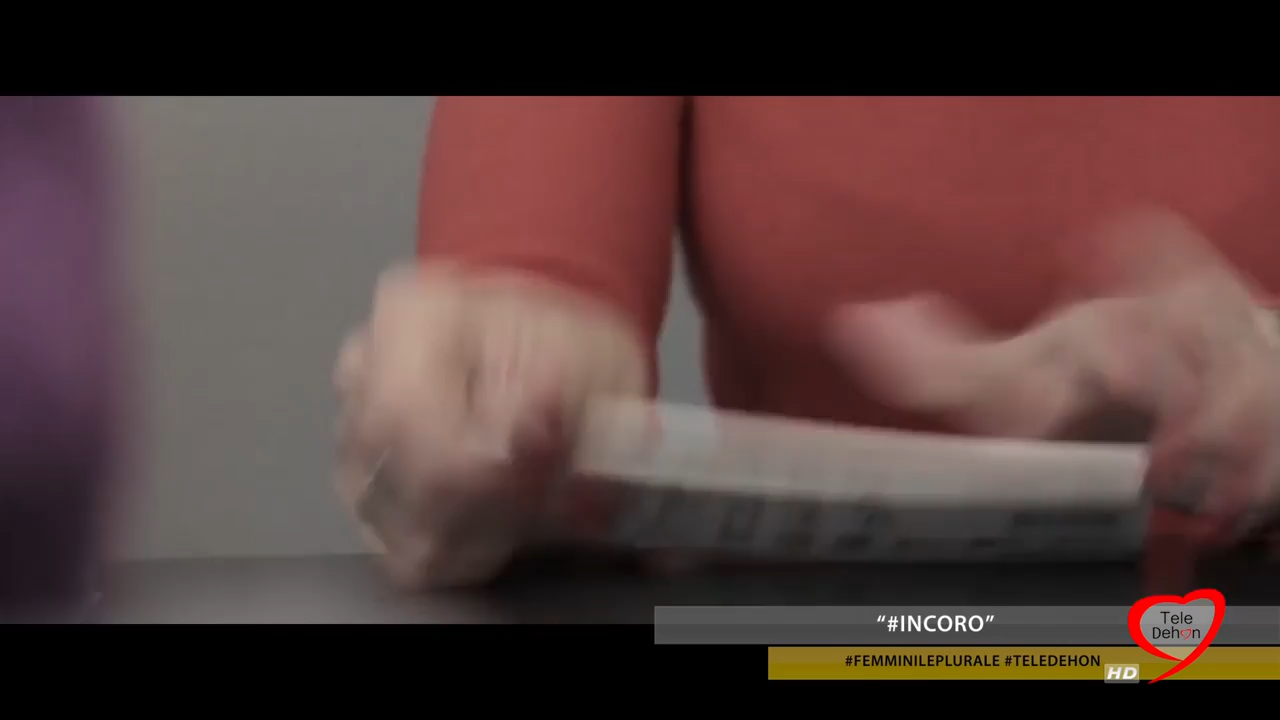 “#INCORO”
Tele
Dehon
#FEMMINILEPLURALE #TELEDEHON
HD